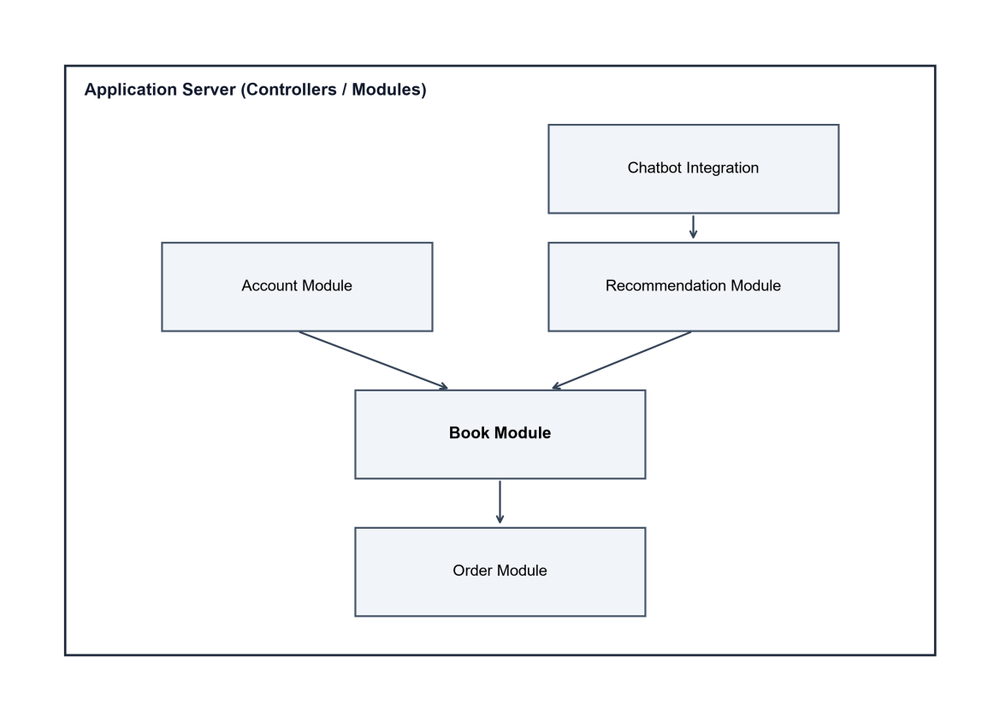 Application Server (Controllers / Modules)
Chatbot Integration
Account Module
Recommendation Module
Book Module
Order Module